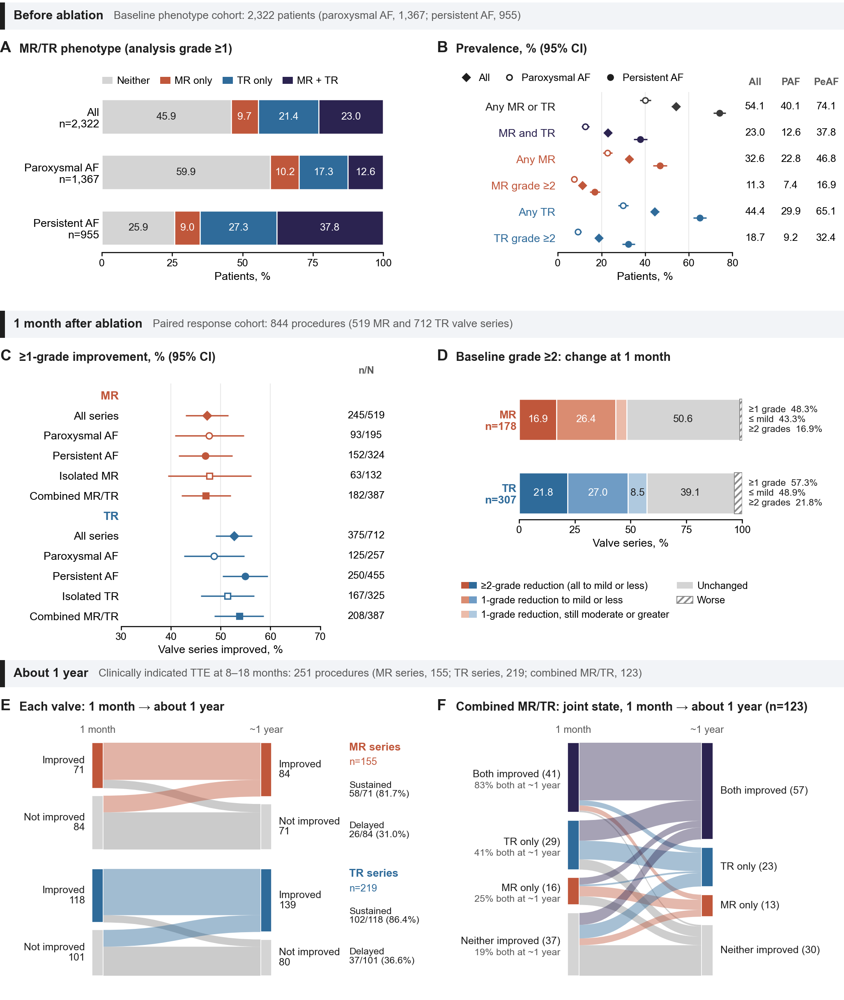 Before ablation Baseline phenotype cohort: 2,322 patients (paroxysmal AF, 1,367; persistent AF, 955)
A MR/TR phenotype (analysis grade ≥1)
Neither MR only TR only MR + TR
All
n=2,322
45.9 9.7 21.4 23.0
Paroxysmal AF
n=1,367
59.9 10.2 17.3 12.6
Persistent AF
n=955
25.9 9.0 27.3 37.8
0 25 50 75 100
Patients, %
B Prevalence, % (95% CI)
All Paroxysmal AF Persistent AF
All PAF PeAF
Any MR or TR 54.1 40.1 74.1
MR and TR 23.0 12.6 37.8
Any MR 32.6 22.8 46.8
MR grade ≥2 11.3 7.4 16.9
Any TR 44.4 29.9 65.1
TR grade ≥2 18.7 9.2 32.4
0 20 40 60 80
Patients, %
1 month after ablation Paired response cohort: 844 procedures (519 MR and 712 TR valve series)
C ≥1-grade improvement, % (95% CI)
n/N
MR
All series 245/519
Paroxysmal AF 93/195
Persistent AF 152/324
Isolated MR 63/132
Combined MR/TR 182/387
TR
All series 375/712
Paroxysmal AF 125/257
Persistent AF 250/455
Isolated TR 167/325
Combined MR/TR 208/387
30 40 50 60 70
Valve series improved, %
D Baseline grade ≥2: change at 1 month
MR
n=178
16.9 26.4 50.6
≥1 grade 48.3%
≤ mild 43.3%
≥2 grades 16.9%
TR
n=307
21.8 27.0 8.5 39.1
≥1 grade 57.3%
≤ mild 48.9%
≥2 grades 21.8%
0 25 50 75 100
Valve series, %
≥2-grade reduction (all to mild or less) Unchanged
1-grade reduction to mild or less Worse
1-grade reduction, still moderate or greater
About 1 year Clinically indicated TTE at 8–18 months: 251 procedures (MR series, 155; TR series, 219; combined MR/TR, 123)
E Each valve: 1 month → about 1 year
1 month ~1 year
Improved
71
Not improved
84
Improved
84
Not improved
71
MR series
n=155
Sustained
58/71 (81.7%)
Delayed
26/84 (31.0%)
Improved
118
Not improved
101
Improved
139
Not improved
80
TR series
n=219
Sustained
102/118 (86.4%)
Delayed
37/101 (36.6%)
F Combined MR/TR: joint state, 1 month → about 1 year (n=123)
1 month ~1 year
Both improved (41)
83% both at ~1 year
TR only (29)
41% both at ~1 year
MR only (16)
25% both at ~1 year
Neither improved (37)
19% both at ~1 year
Both improved (57)
TR only (23)
MR only (13)
Neither improved (30)